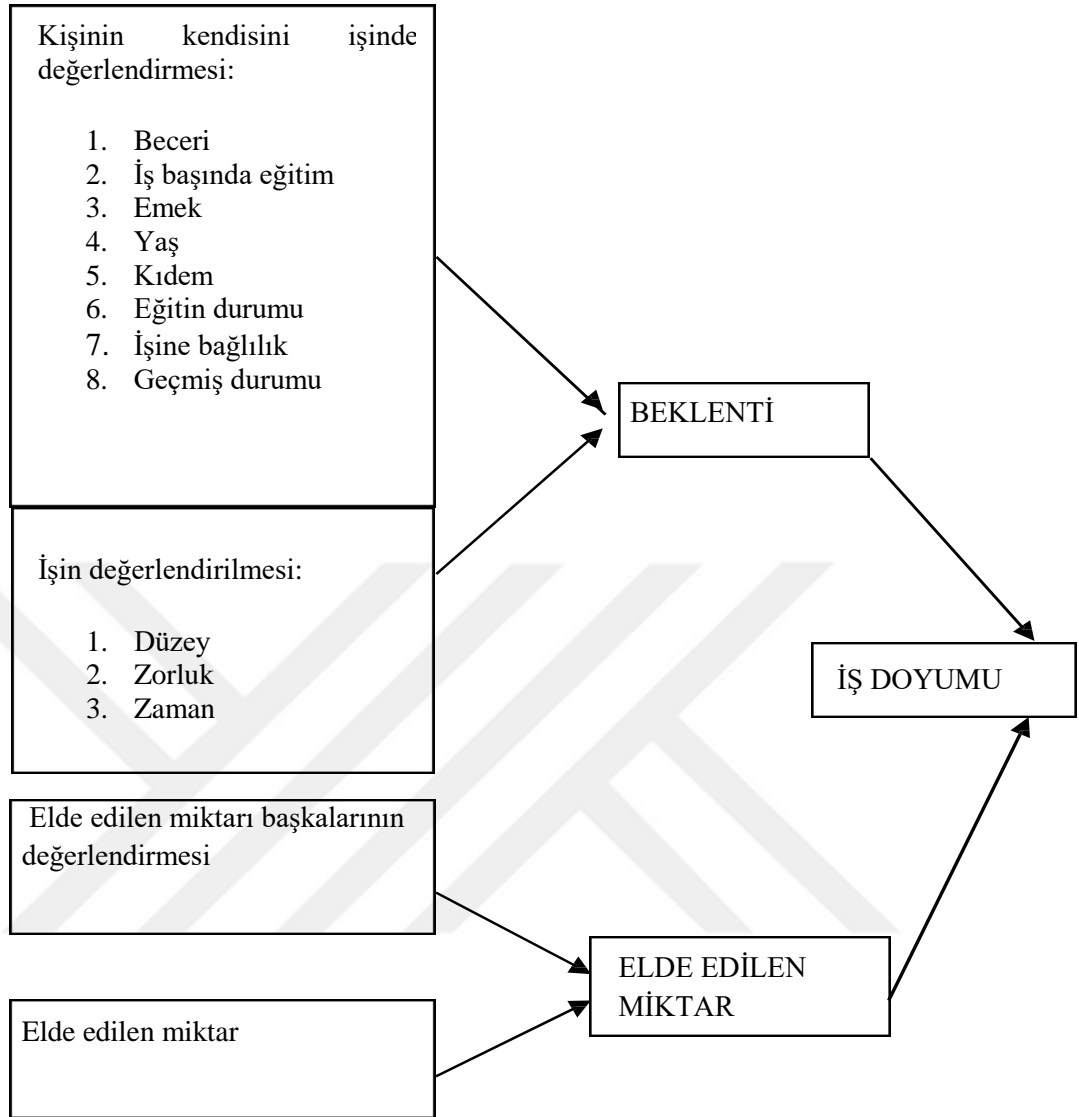 Kişinin kendisini işinde
değerlendirmesi:
1. Beceri
2. İş başında eğitim
3. Emek
4. Yaş
5. Kıdem
6. Eğitin durumu
7. İşine bağlılık
8. Geçmiş durumu
BEKLENTİ
İşin değerlendirilmesi:
1. Düzey
2. Zorluk
3. Zaman
İŞ DOYUMU
Elde edilen miktarı başkalarının
değerlendirmesi
ELDE EDİLEN
MİKTAR
Elde edilen miktar